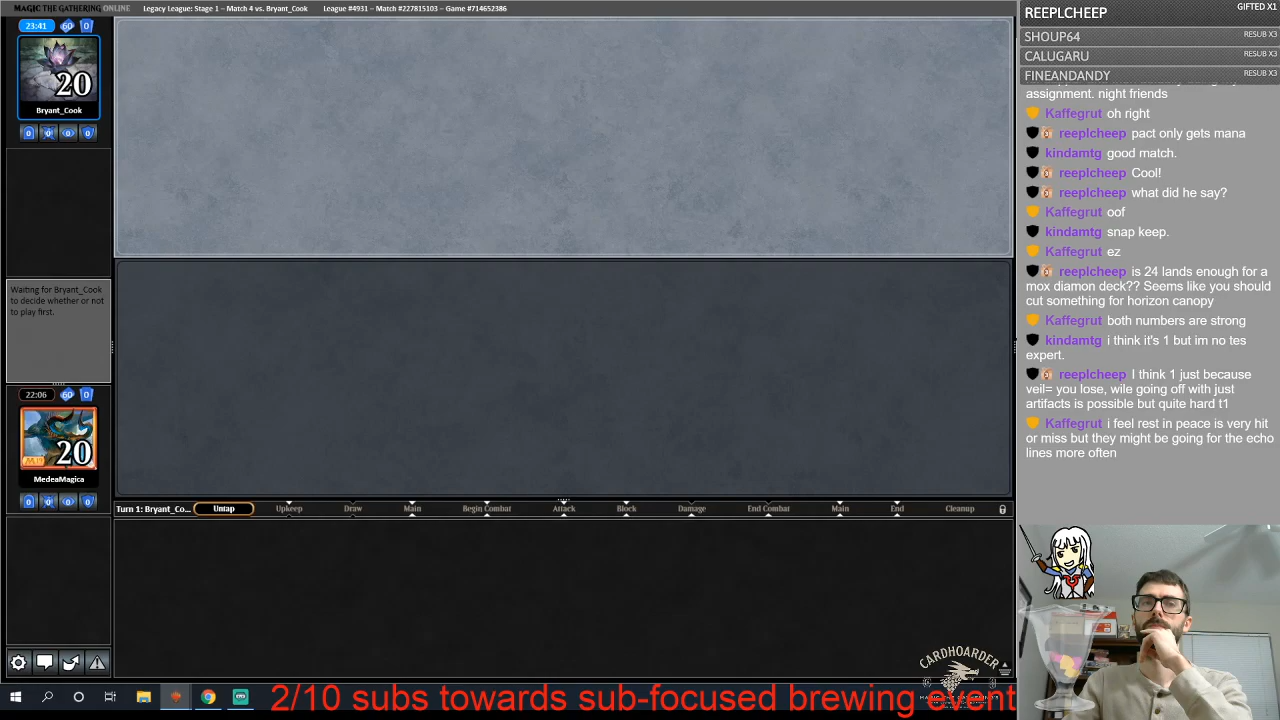 MAGIC THE GATHERING ONLINE
Legacy League: Stage 1 – Match 4 vs. Bryant_Cook
League #4931 – Match #227815103 – Game #714652386
23:41
60
0
20
Bryant_Cook
0
0
0
0
Waiting for Bryant_Cook
to decide whether or not
to play first.
22:06
60
0
20
MedeaMagica
0
0
0
0
Turn 1: Bryant_Co...
Untap
Upkeep
Draw
Main
Begin Combat
Attack
Block
Damage
End Combat
Main
End
Cleanup
REEPLCHEEP
GIFTED X1
SHOUP64
RESUB X3
CALUGARU
RESUB X3
FINEANDANDY
RESUB X3
assignment. night friends
Kaffegrut oh right
reeplcheep pact only gets mana
kindamtg good match.
reeplcheep Cool!
reeplcheep what did he say?
Kaffegrut oof
kindamtg snap keep.
Kaffegrut ez
reeplcheep is 24 lands enough for a
mox diamon deck?? Seems like you should
cut something for horizon canopy
Kaffegrut both numbers are strong
kindamtg i think it's 1 but im no tes
expert.
reeplcheep I think 1 just because
veil= you lose, wile going off with just
artifacts is possible but quite hard t1
Kaffegrut i feel rest in peace is very hit
or miss but they might be going for the echo
lines more often
CARDHOARDER
2/10 subs towards sub-focused brewing event